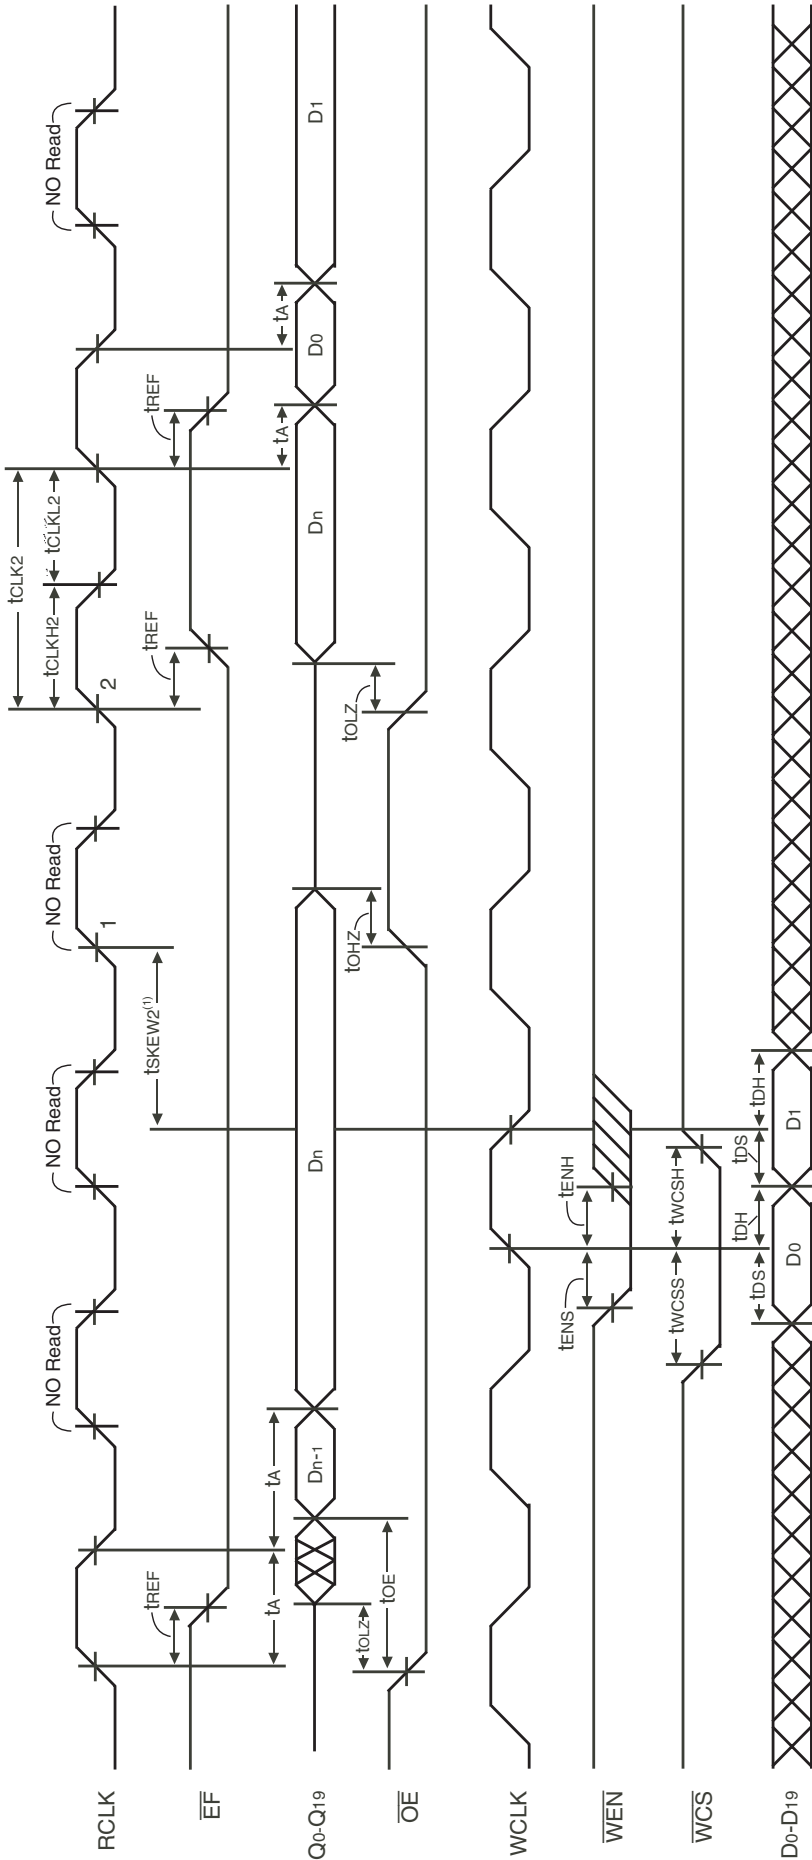 RCLK
NO Read
NO Read
NO Read
1
2
NO Read
tCLK2
tCLKH2
tCLKL2
tSKEW2(1)
EF
tREF
tREF
tREF
Q0-Q19
tA
tA
Dn-1
Dn
Dn
tA
D0
tA
D1
OE
tOLZ
tOE
tOHZ
tOLZ
WCLK
WEN
tENS
tENH
WCS
tWCSS
tWCSH
D0-D19
tDS
tDH
tDS
tDH
D0
D1